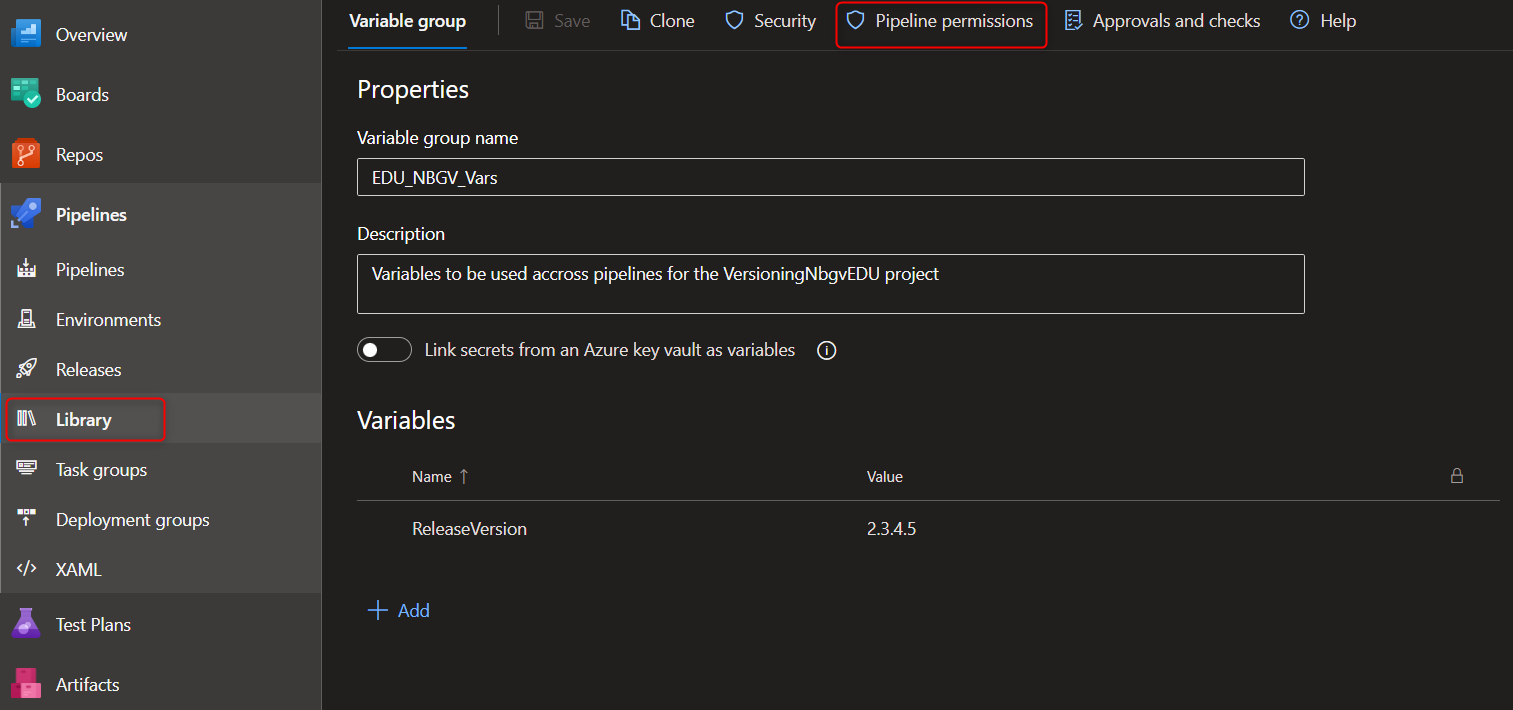 Overview
Boards
Repos
Pipelines
Pipelines
Environments
Releases
Library
Task groups
Deployment groups
XAML
Test Plans
Artifacts
Variable group Save Clone Security Pipeline permissions Approvals and checks Help
Properties
Variable group name
EDU_NBGV_Vars
Description
Variables to be used accross pipelines for the VersioningNbgvEDU project
Link secrets from an Azure key vault as variables
Variables
Name ↑ Value
ReleaseVersion 2.3.4.5
+ Add